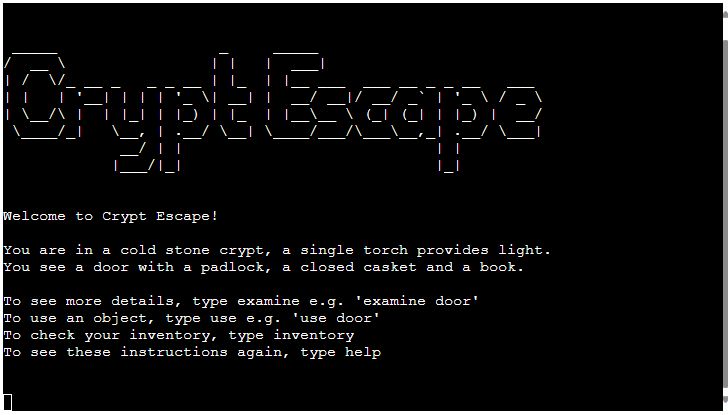 Crypt Escape
Welcome to Crypt Escape!
You are in a cold stone crypt, a single torch provides light.
You see a door with a padlock, a closed casket and a book.
To see more details, type examine e.g. 'examine door'
To use an object, type use e.g. 'use door'
To check your inventory, type inventory
To see these instructions again, type help